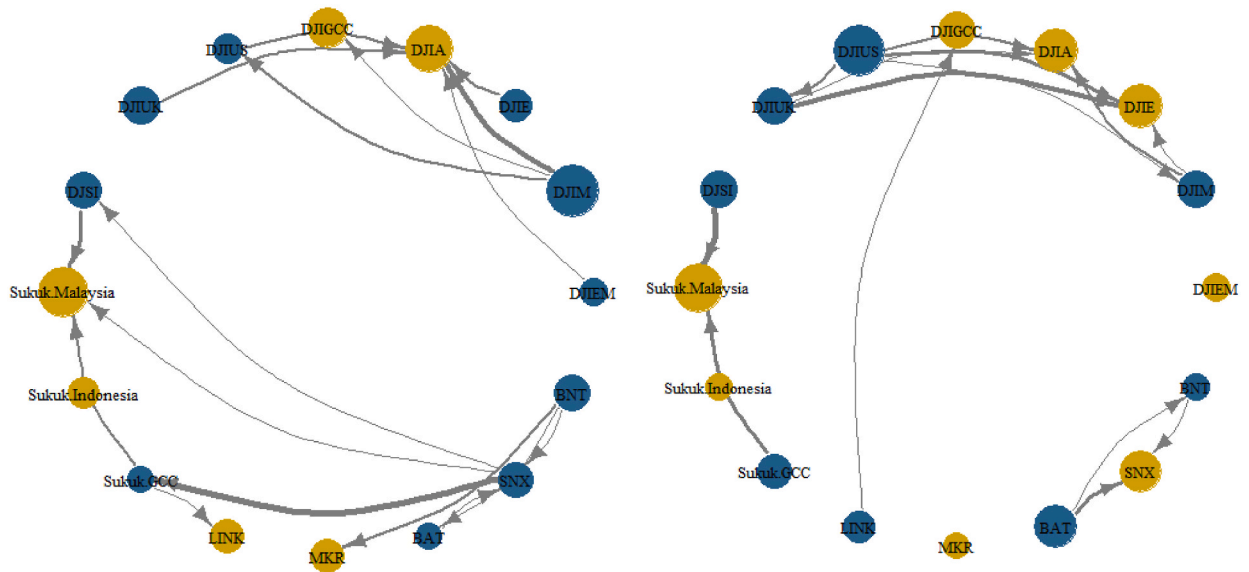 DJIGCC
DJIUS
DJIA
DJIUK
DJIE
DJSI
DJIM
Sukuk.Malaysia
DJIEM
Sukuk.Indonesia
BNT
Sukuk.GCC
SNX
LINK
BAT
MKR
DJIGCC
DJIUS
DJIA
DJIUK
DJIE
DJSI
DJIM
Sukuk.Malaysia
DJIEM
Sukuk.Indonesia
BNT
Sukuk.GCC
SNX
LINK
BAT
MKR